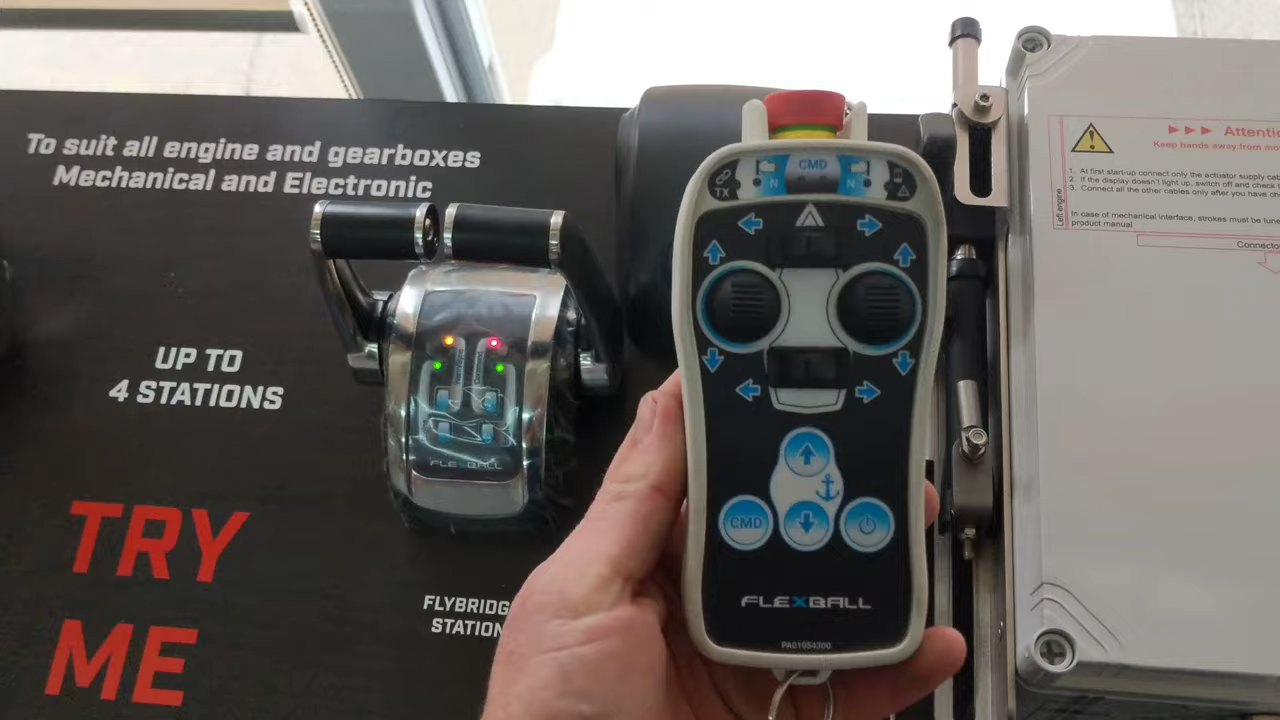 To suit all engine and gearboxes
Mechanical and Electronic
UP TO
4 STATIONS
TRY
ME
FLEXBALL
FLYBRIDG
STATION
CMD
TX
N
N
CMD
FLEXBALL
PA01054300
Attenti
Keep hands away from mov
1. At first start-up connect only the actuator supply cab
2. If the display doesn't light up, switch off and check t
3. Connect all the other cables only after you have che
In case of mechanical interface, strokes must be tune
product manual
Left engine
Connecto